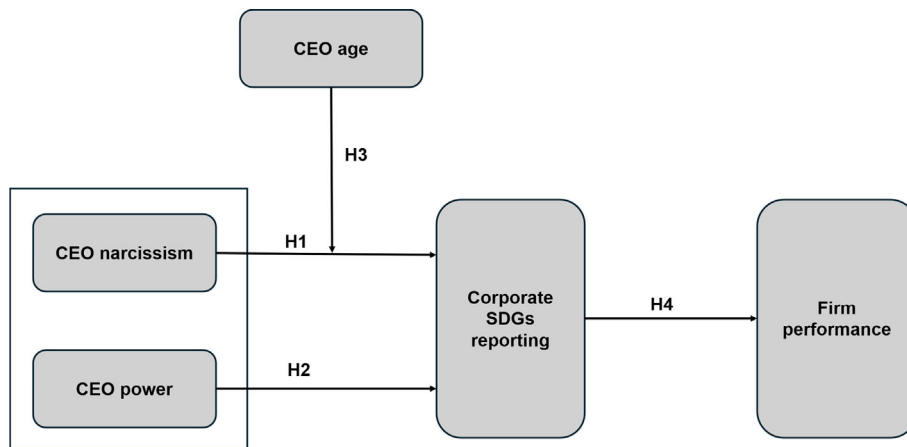 CEO age
H3
CEO narcissism
H1
CEO power
H2
Corporate
SDGs
reporting
H4
Firm
performance